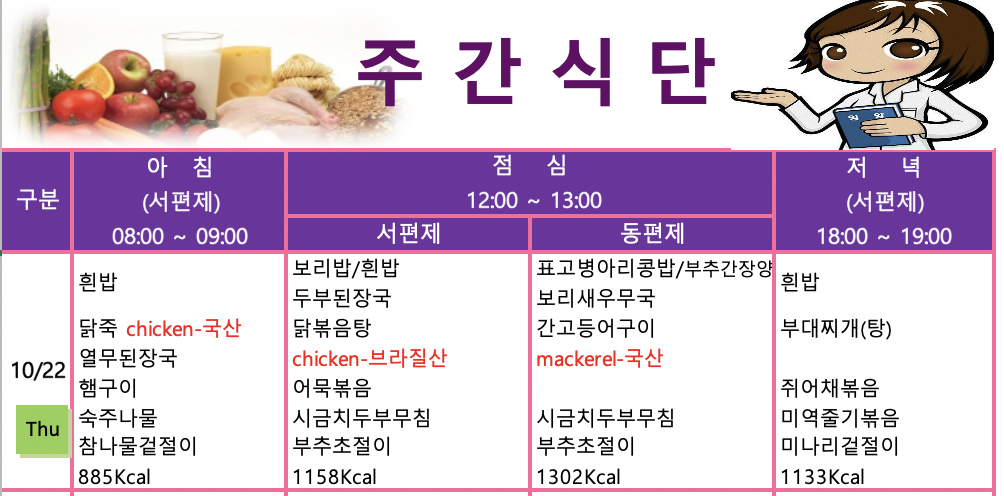 주 간 식 단
구분
아 침
(서편제)
08:00 ~ 09:00
점 심
12:00 ~ 13:00
서편제
동편제
저 녁
(서편제)
18:00 ~ 19:00
10/22
Thu
흰밥
닭죽 chicken-국산
열무된장국
햄구이
숙주나물
참나물겉절이
885Kcal
보리밥/흰밥
두부된장국
닭볶음탕
chicken-브라질산
어묵볶음
시금치두부무침
부추초절이
1158Kcal
표고병아리콩밥/부추간장양
보리새우무국
간고등어구이
mackerel-국산
시금치두부무침
부추초절이
1302Kcal
흰밥
부대찌개(탕)
쥐어채볶음
미역줄기볶음
미나리겉절이
1133Kcal